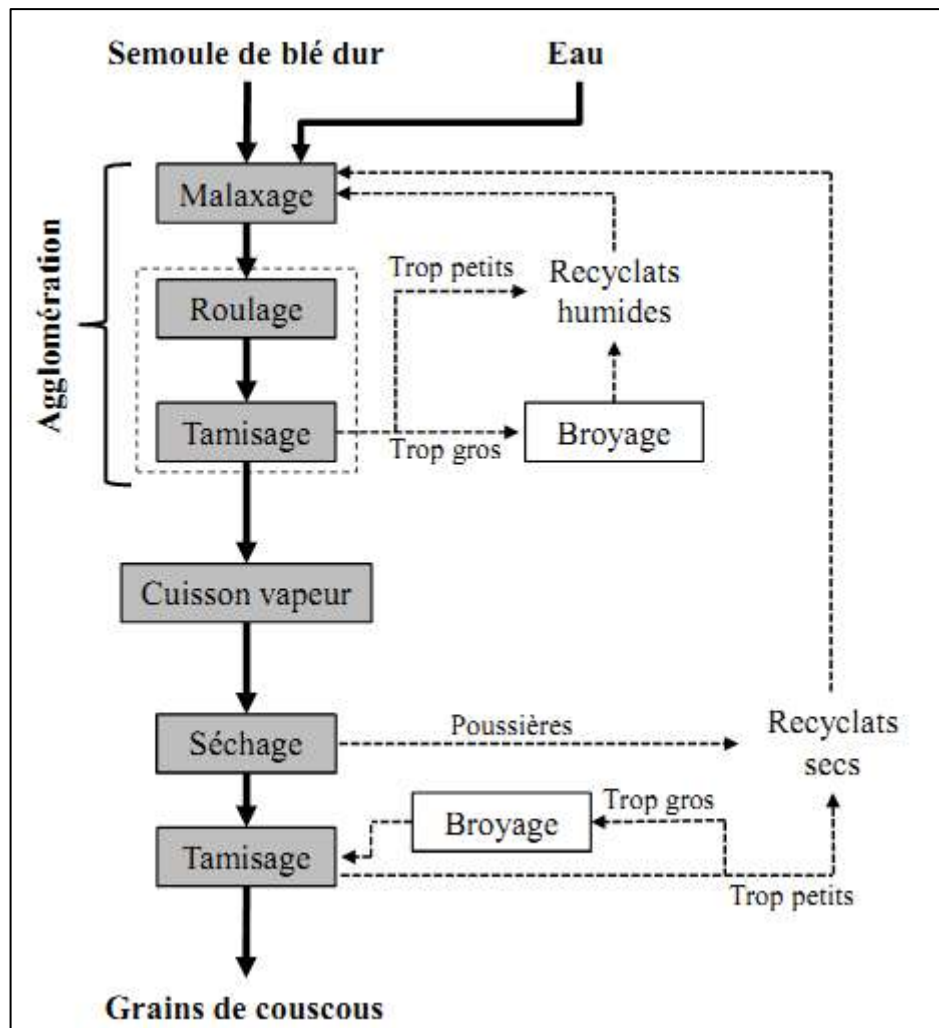 Semoule de blé dur
Eau
Malaxage
Agglomération
Roulage
Trop petits
Recyclats
humides
Tamisage
Trop gros
Broyage
Cuisson vapeur
Séchage
Poussières
Recyclats
secs
Trop gros
Broyage
Tamisage
Trop petits
Grains de couscous